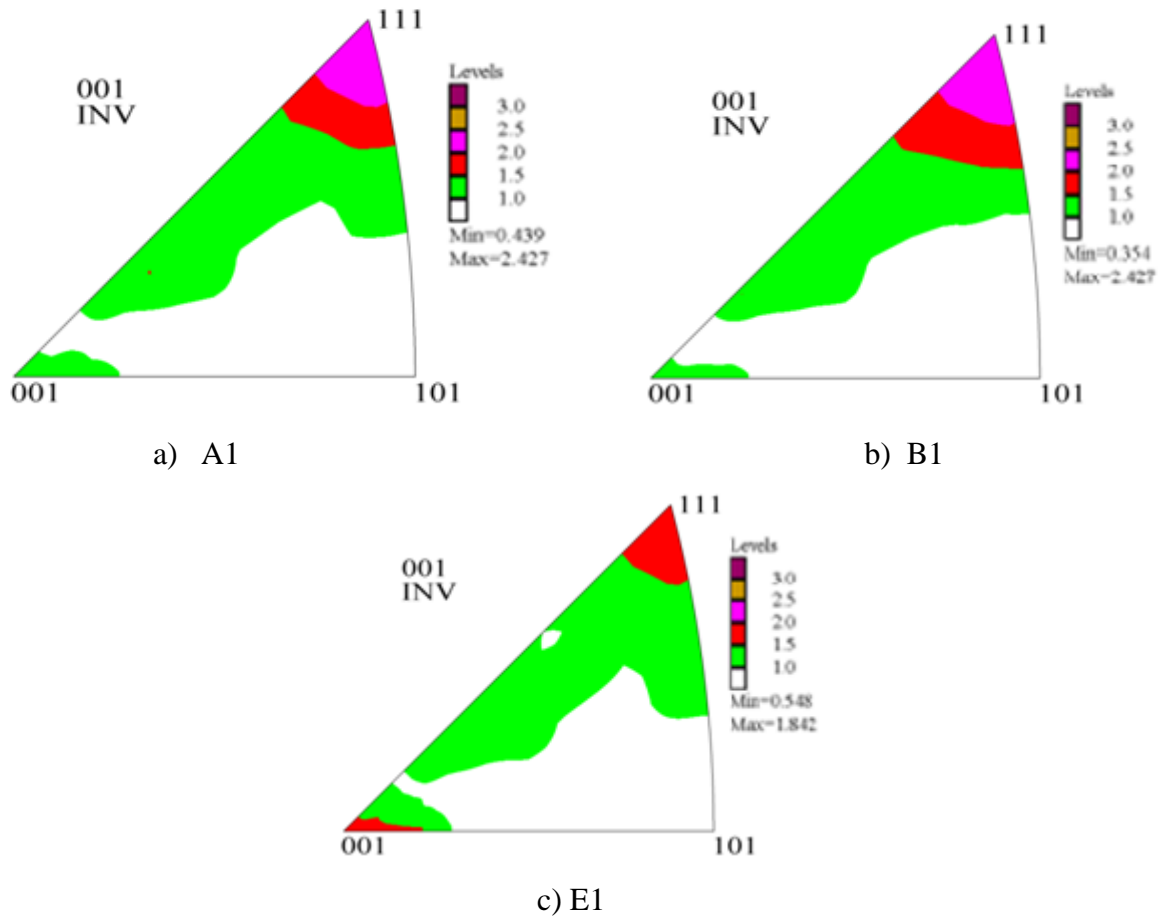 111
001
INV
Levels
3.0
2.5
2.0
1.5
1.0
Min=0.439
Max=2.427
001
101
a) A1
111
001
INV
Levels
3.0
2.5
2.0
1.5
1.0
Min=0.354
Max=2.427
001
101
b) B1
111
001
INV
Levels
3.0
2.5
2.0
1.5
1.0
Min=0.548
Max=1.842
001
101
c) E1